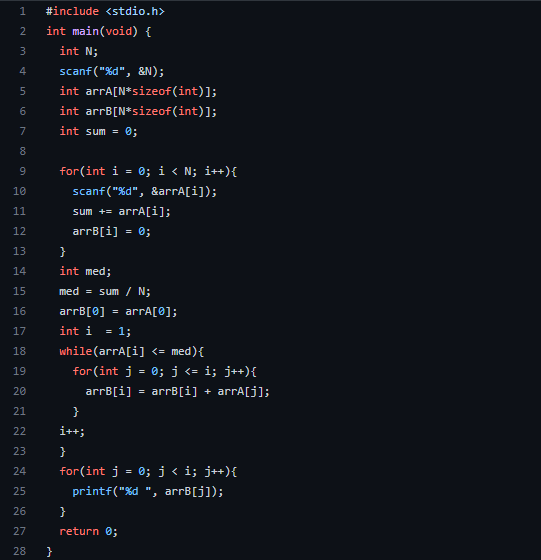 1 #include <stdio.h>
2 int main(void) {
3 int N;
4 scanf("%d", &N);
5 int arrA[N*sizeof(int)];
6 int arrB[N*sizeof(int)];
7 int sum = 0;
8
9 for(int i = 0; i < N; i++){
10 scanf("%d", &arrA[i]);
11 sum += arrA[i];
12 arrB[i] = 0;
13 }
14 int med;
15 med = sum / N;
16 arrB[0] = arrA[0];
17 int i  = 1;
18 while(arrA[i] <= med){
19 for(int j = 0; j <= i; j++){
20 arrB[i] = arrB[i] + arrA[j];
21 }
22 i++;
23 }
24 for(int j = 0; j < i; j++){
25 printf("%d ", arrB[j]);
26 }
27 return 0;
28 }